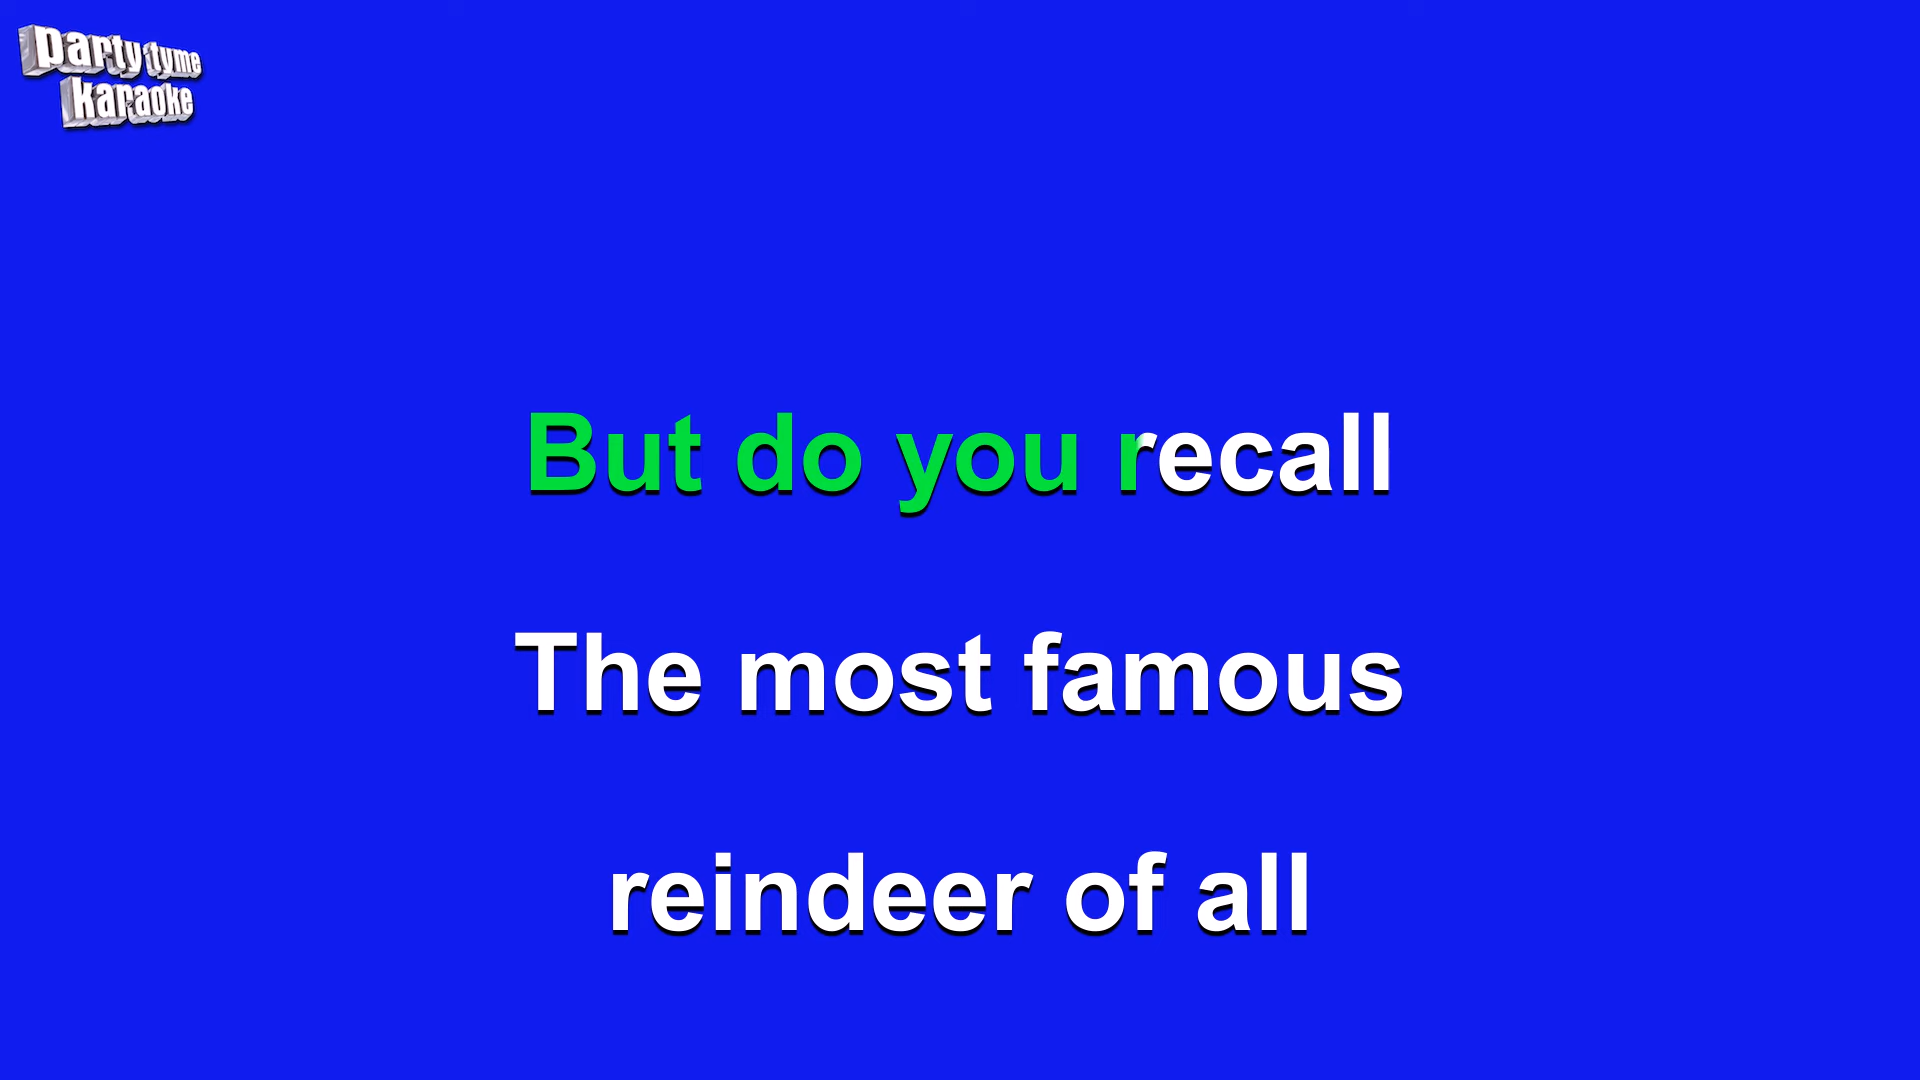 party tyme
karaoke
But do you recall
The most famous
reindeer of all